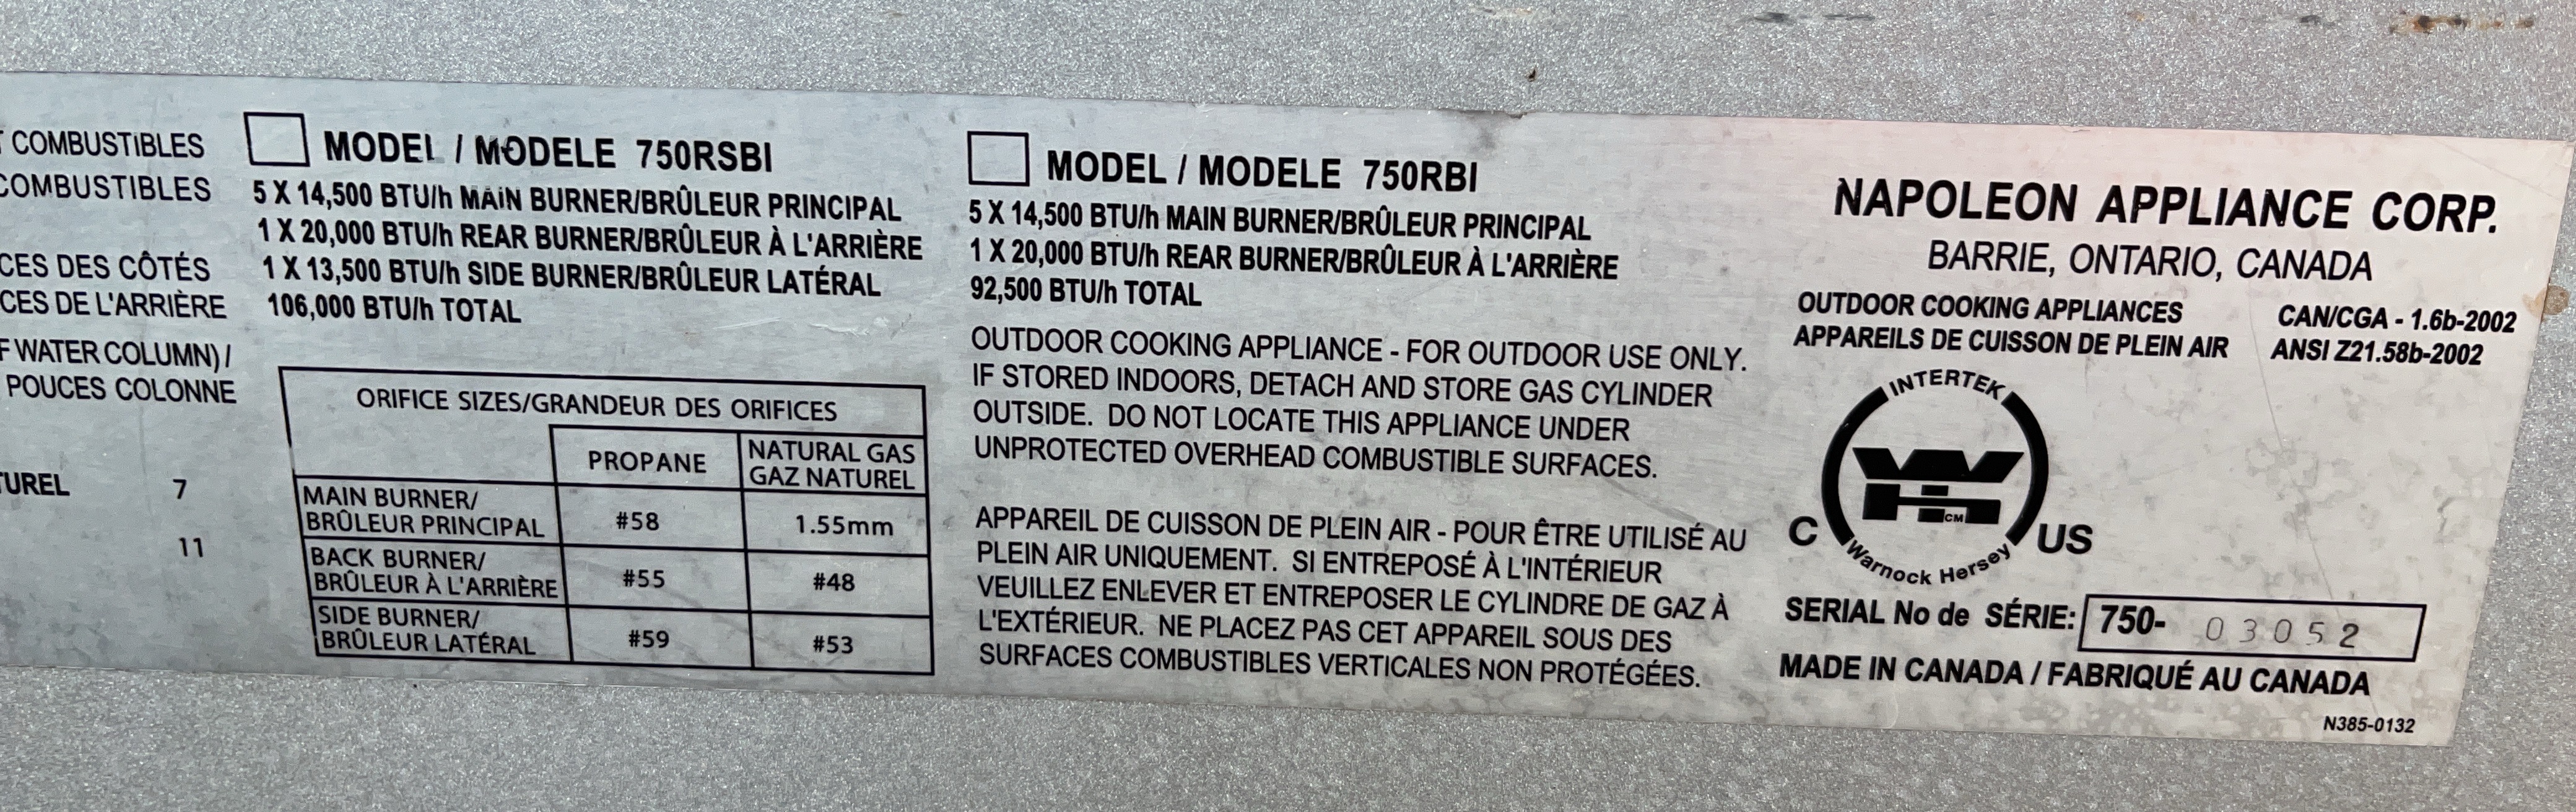 COMBUSTIBLES
COMBUSTIBLES
CES DES CÔTÉS
CES DE L'ARRIÈRE
F WATER COLUMN) /
POUCES COLONNE
TUREL 7
11
MODEL / MODELE 750RSBI
5 X 14,500 BTU/h MAIN BURNER/BRÛLEUR PRINCIPAL
1 X 20,000 BTU/h REAR BURNER/BRÛLEUR À L'ARRIÈRE
1 X 13,500 BTU/h SIDE BURNER/BRÛLEUR LATÉRAL
106,000 BTU/h TOTAL
ORIFICE SIZES/GRANDEUR DES ORIFICES
PROPANE
NATURAL GAS
GAZ NATUREL
MAIN BURNER/
BRÛLEUR PRINCIPAL
#58
1.55mm
BACK BURNER/
BRÛLEUR À L'ARRIÈRE
#55
#48
SIDE BURNER/
BRÛLEUR LATÉRAL
#59
#53
MODEL / MODELE 750RBI
5 X 14,500 BTU/h MAIN BURNER/BRÛLEUR PRINCIPAL
1 X 20,000 BTU/h REAR BURNER/BRÛLEUR À L'ARRIÈRE
92,500 BTU/h TOTAL
OUTDOOR COOKING APPLIANCE - FOR OUTDOOR USE ONLY.
IF STORED INDOORS, DETACH AND STORE GAS CYLINDER
OUTSIDE. DO NOT LOCATE THIS APPLIANCE UNDER
UNPROTECTED OVERHEAD COMBUSTIBLE SURFACES.
APPAREIL DE CUISSON DE PLEIN AIR - POUR ÊTRE UTILISÉ AU
PLEIN AIR UNIQUEMENT. SI ENTREPOSÉ À L'INTÉRIEUR
VEUILLEZ ENLEVER ET ENTREPOSER LE CYLINDRE DE GAZ À
L'EXTÉRIEUR. NE PLACEZ PAS CET APPAREIL SOUS DES
SURFACES COMBUSTIBLES VERTICALES NON PROTÉGÉES.
NAPOLEON APPLIANCE CORP.
BARRIE, ONTARIO, CANADA
OUTDOOR COOKING APPLIANCES CAN/CGA - 1.6b-2002
APPAREILS DE CUISSON DE PLEIN AIR ANSI Z21.58b-2002
INTERTEK
WH CM
C US
Warnock Hersey
SERIAL No de SÉRIE: 750- 03052
MADE IN CANADA / FABRIQUÉ AU CANADA
N385-0132